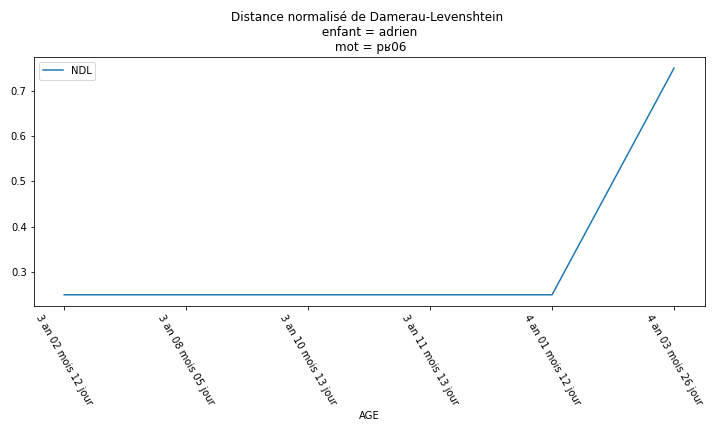 Distance normalisé de Damerau-Levenshtein
enfant = adrien
mot = pʁ06
NDL
0.7
0.6
0.5
0.4
0.3
3 an 02 mois 12 jour
3 an 08 mois 05 jour
3 an 10 mois 13 jour
3 an 11 mois 13 jour
4 an 01 mois 12 jour
4 an 03 mois 26 jour
AGE